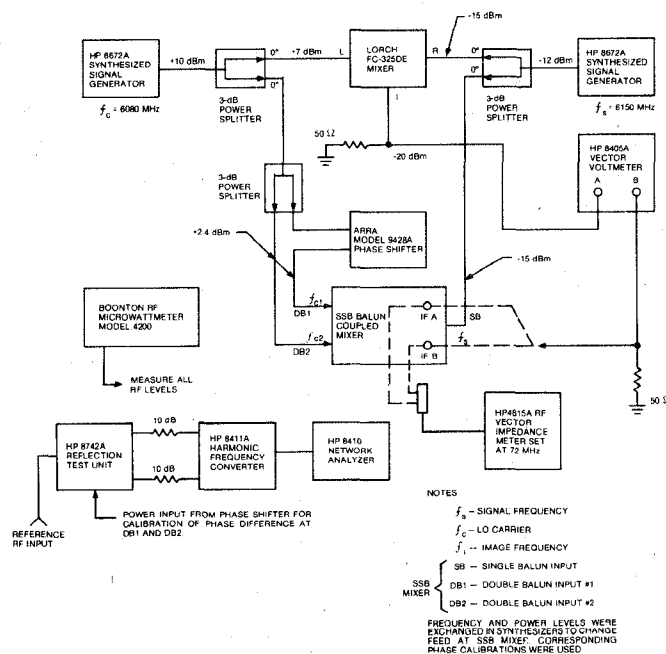 -15 dBm
HP 8672A
SYNTHESIZED
SIGNAL
GENERATOR
+10 dBm
0°
0°
+7 dBm
L
LORCH
FC-325DE
MIXER
R
I
0°
0°
-12 dBm
HP 8672A
SYNTHESIZED
SIGNAL
GENERATOR
fc = 6080 MHz
3-dB
POWER
SPLITTER
3-dB
POWER
SPLITTER
fs = 6150 MHz
50 Ω
-20 dBm
HP 8405A
VECTOR
VOLTMETER
A B
3-dB
POWER
SPLITTER
+2.4 dBm
ARRA
MODEL 9428A
PHASE SHIFTER
-15 dBm
BOONTON RF
MICROWATTMETER
MODEL 4200
MEASURE ALL
RF LEVELS
fc1
DB1
fc2
DB2
SSB BALUN
COUPLED
MIXER
IF A
SB
IF B
fs
50 Ω
HP4815A RF
VECTOR
IMPEDANCE
METER SET
AT 72 MHz
HP 8742A
REFLECTION
TEST UNIT
10 dB
10 dB
HP 8411A
HARMONIC
FREQUENCY
CONVERTER
HP 8410
NETWORK
ANALYZER
REFERENCE
RF INPUT
POWER INPUT FROM PHASE SHIFTER FOR
CALIBRATION OF PHASE DIFFERENCE AT
DB1 AND DB2
NOTES
fs – SIGNAL FREQUENCY
fc – LO CARRIER
fi – IMAGE FREQUENCY
SSB
MIXER
SB – SINGLE BALUN INPUT
DB1 – DOUBLE BALUN INPUT #1
DB2 – DOUBLE BALUN INPUT #2
FREQUENCY AND POWER LEVELS WERE
EXCHANGED IN SYNTHESIZERS TO CHANGE
FEED AT SSB MIXER. CORRESPONDING
PHASE CALIBRATIONS WERE USED